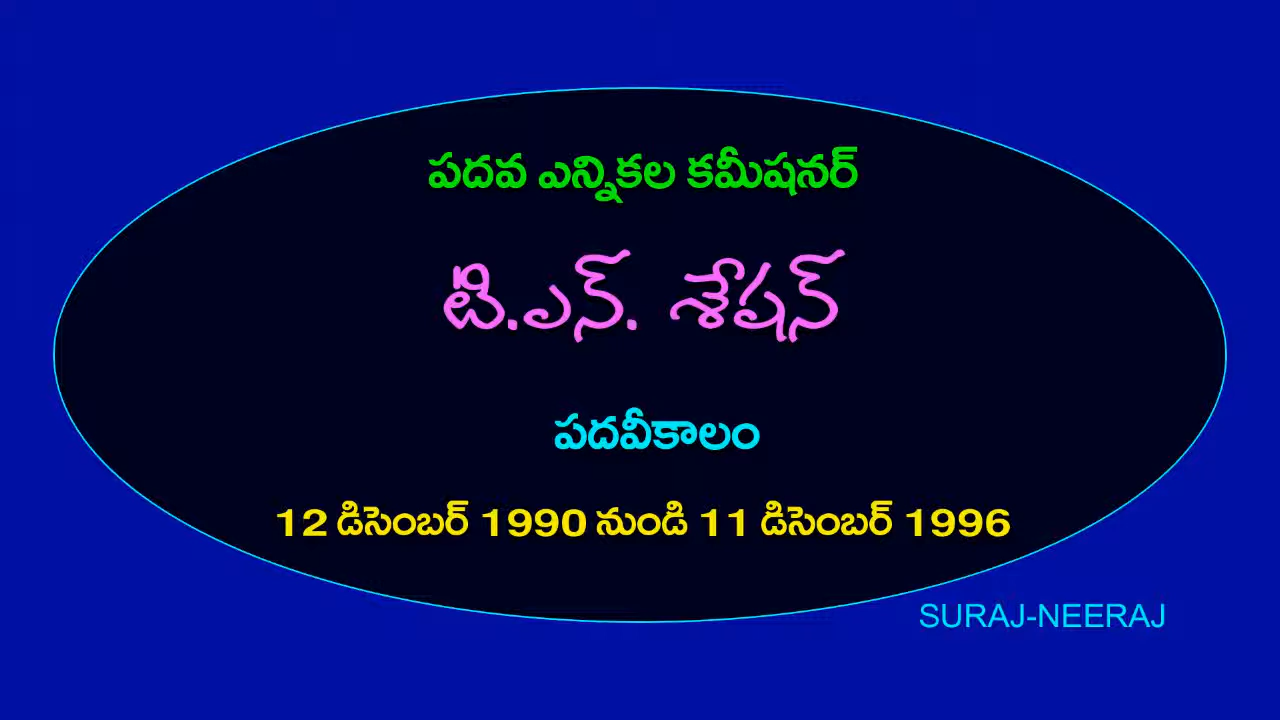 పదవ ఎన్నికల కమీషనర్
టి.ఎన్. శేషన్
పదవీకాలం
12 డిసెంబర్ 1990 నుండి 11 డిసెంబర్ 1996
SURAJ-NEERAJ